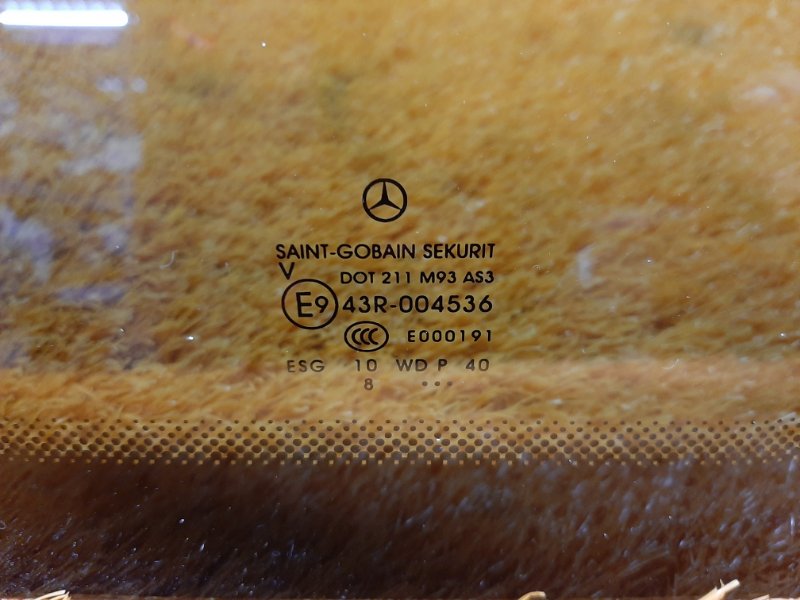 SAINT-GOBAIN SEKURIT
V DOT 211 M93 AS3
E9 43R-004536
CCC E000191
ESG 10 WD P 40
8 •••